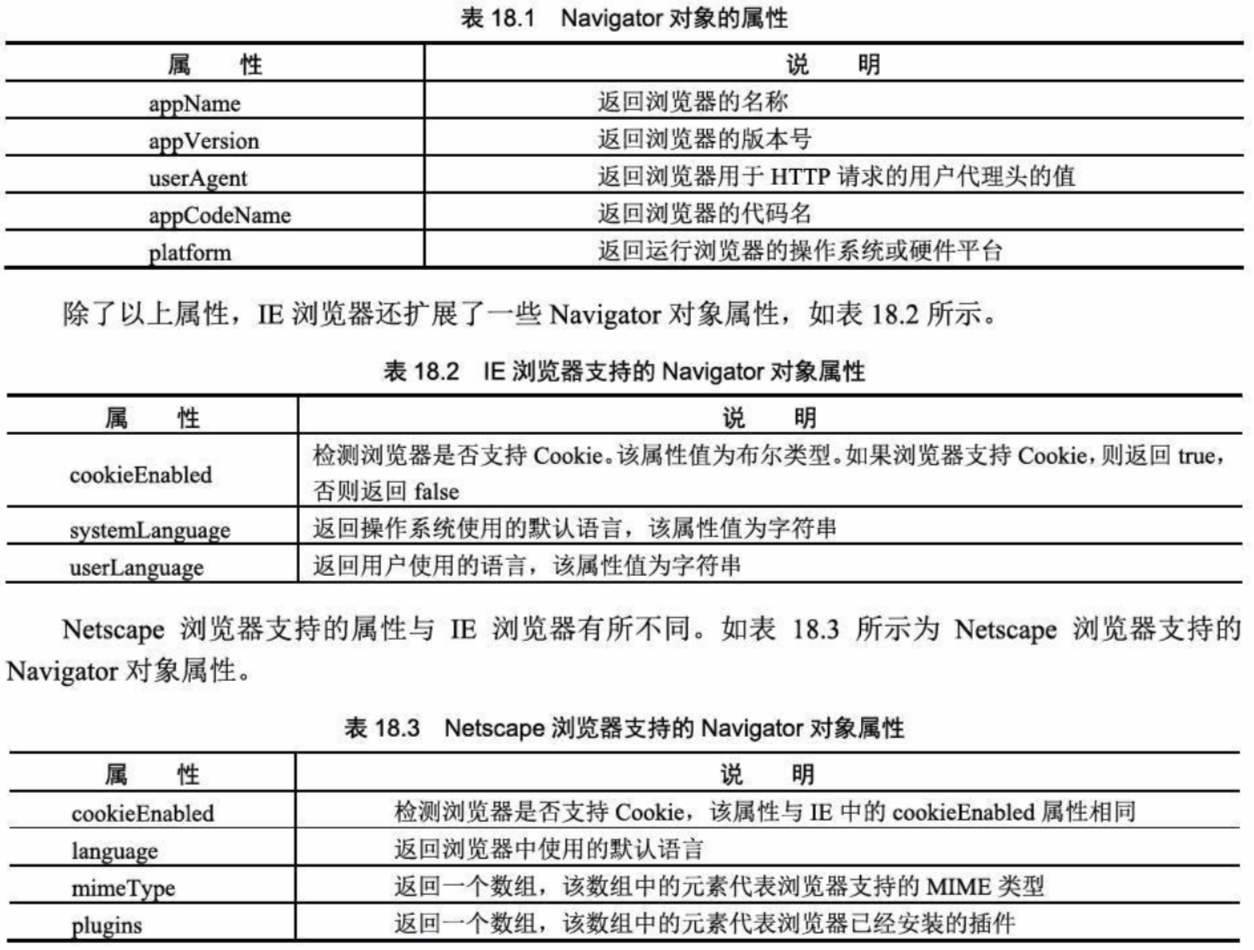 表 18.1 Navigator 对象的属性
属 性 说 明
appName 返回浏览器的名称
appVersion 返回浏览器的版本号
userAgent 返回浏览器用于 HTTP 请求的用户代理头的值
appCodeName 返回浏览器的代码名
platform 返回运行浏览器的操作系统或硬件平台
除了以上属性，IE 浏览器还扩展了一些 Navigator 对象属性，如表 18.2 所示。
表 18.2 IE 浏览器支持的 Navigator 对象属性
属 性 说 明
cookieEnabled 检测浏览器是否支持 Cookie。该属性值为布尔类型。如果浏览器支持 Cookie，则返回 true，
否则返回 false
systemLanguage 返回操作系统使用的默认语言，该属性值为字符串
userLanguage 返回用户使用的语言，该属性值为字符串
Netscape 浏览器支持的属性与 IE 浏览器有所不同。如表 18.3 所示为 Netscape 浏览器支持的
Navigator 对象属性。
表 18.3 Netscape 浏览器支持的 Navigator 对象属性
属 性 说 明
cookieEnabled 检测浏览器是否支持 Cookie，该属性与 IE 中的 cookieEnabled 属性相同
language 返回浏览器中使用的默认语言
mimeType 返回一个数组，该数组中的元素代表浏览器支持的 MIME 类型
plugins 返回一个数组，该数组中的元素代表浏览器已经安装的插件